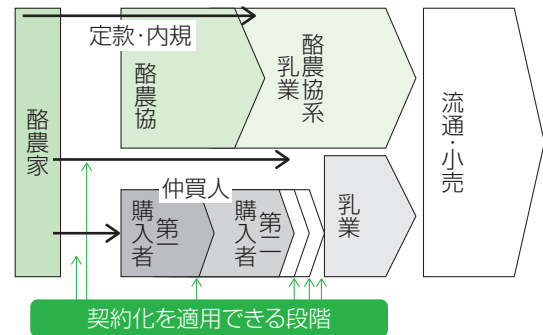 定款・内規
酪農家
酪農協
酪農協系
乳業
流通・小売
仲買人
第一
購入者
第二
購入者
乳業
契約化を適用できる段階